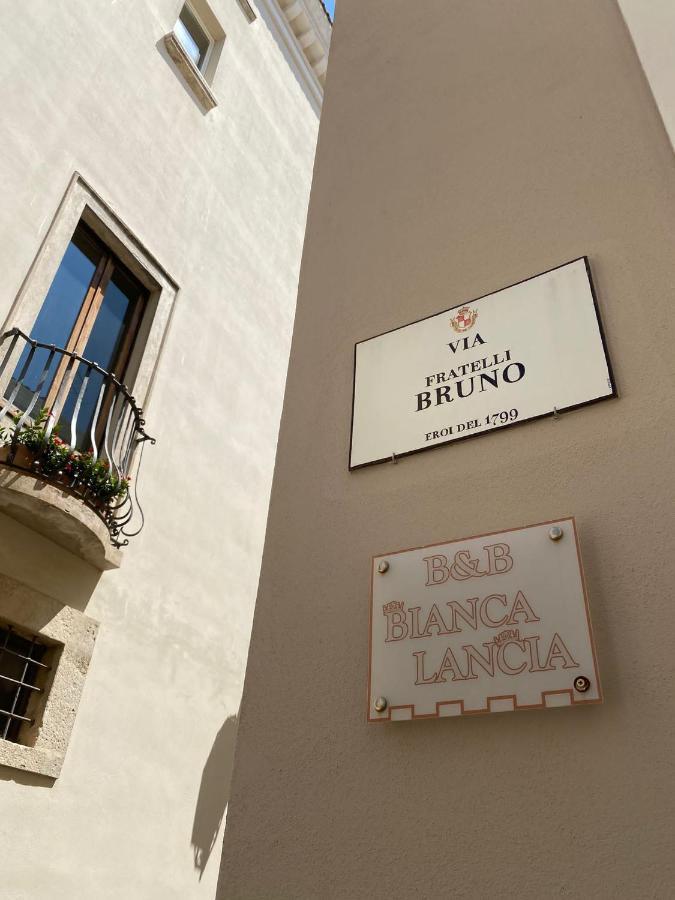 VIA
FRATELLI
BRUNO
EROI DEL 1799
B&B
BIANCA
LANCIA